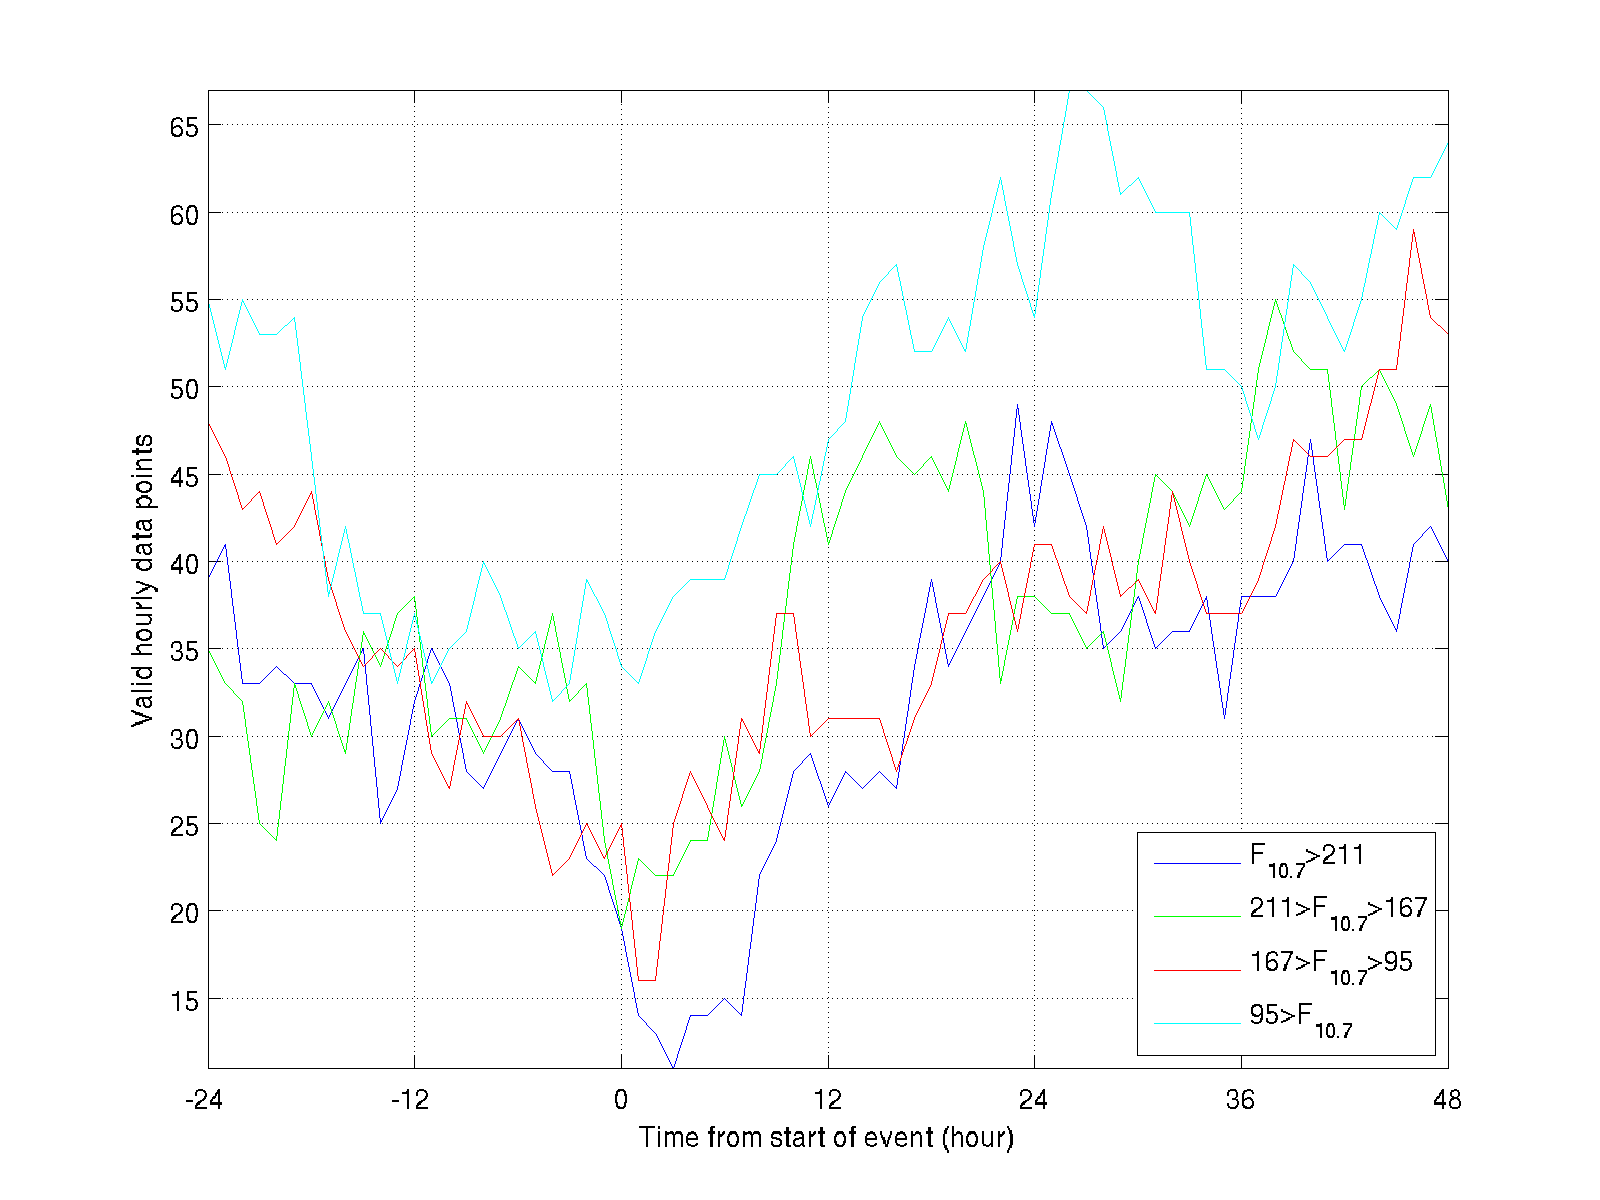 65
60
55
50
45
40
35
30
25
20
15
Valid hourly data points
-24 -12 0 12 24 36 48
Time from start of event (hour)
F10.7>211
211>F10.7>167
167>F10.7>95
95>F10.7